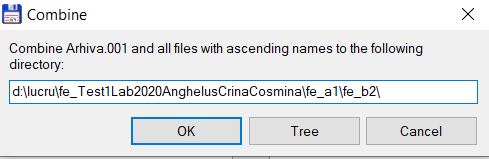 Combine
Combine Arhiva.001 and all files with ascending names to the following
directory:
d:\lucru\fe_Test1Lab2020AnghelusCrinaCosmina\fe_a1\fe_b2\
OK
Tree
Cancel